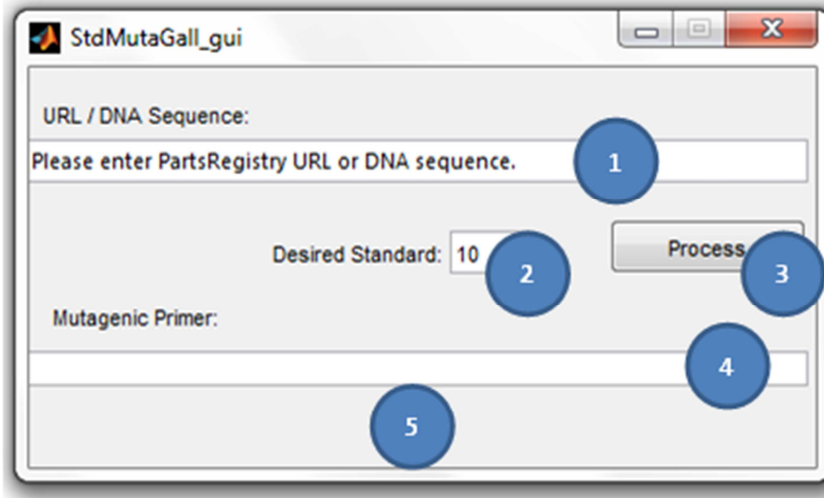 StdMutaGall_gui
URL / DNA Sequence:
Please enter PartsRegistry URL or DNA sequence.
1
Desired Standard: 10
2
Process
3
Mutagenic Primer:
4
5